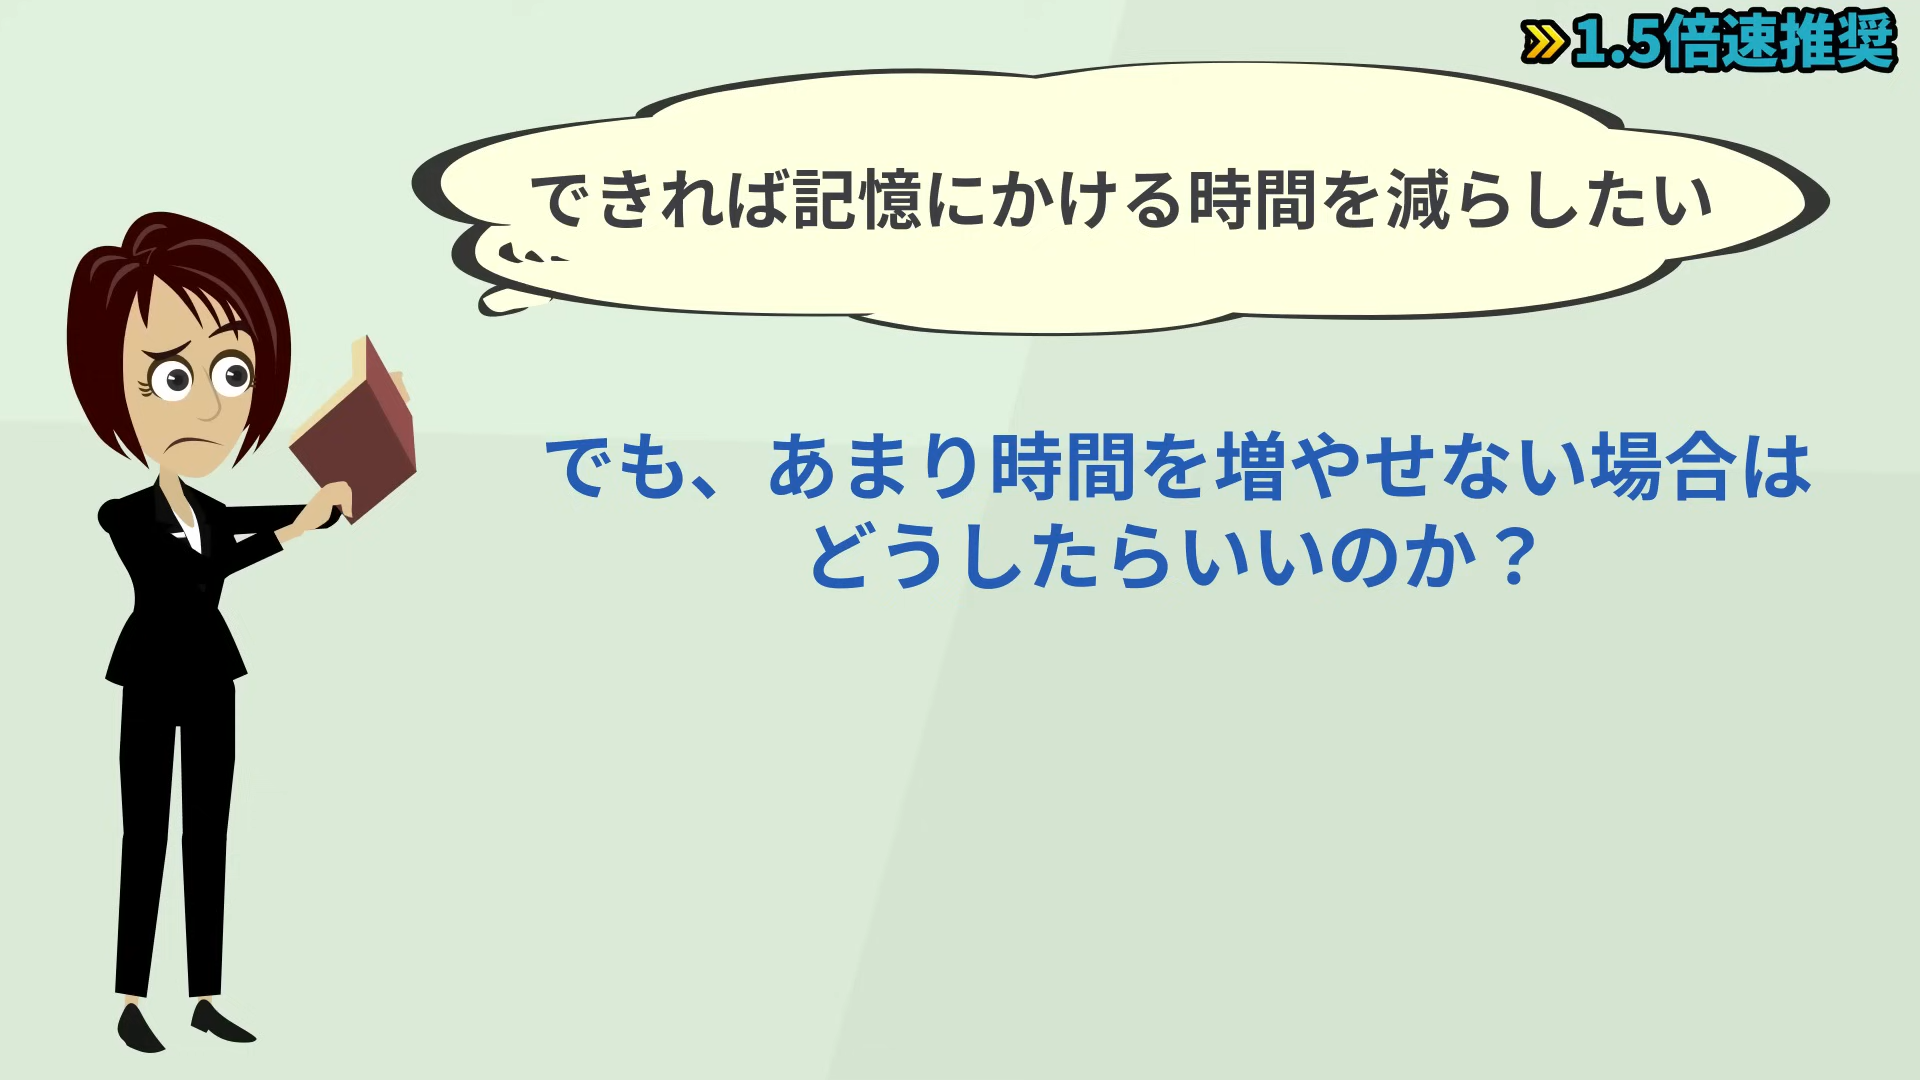 1.5倍速推奨
できれば記憶にかける時間を減らしたい
でも、あまり時間を増やせない場合は
どうしたらいいのか？